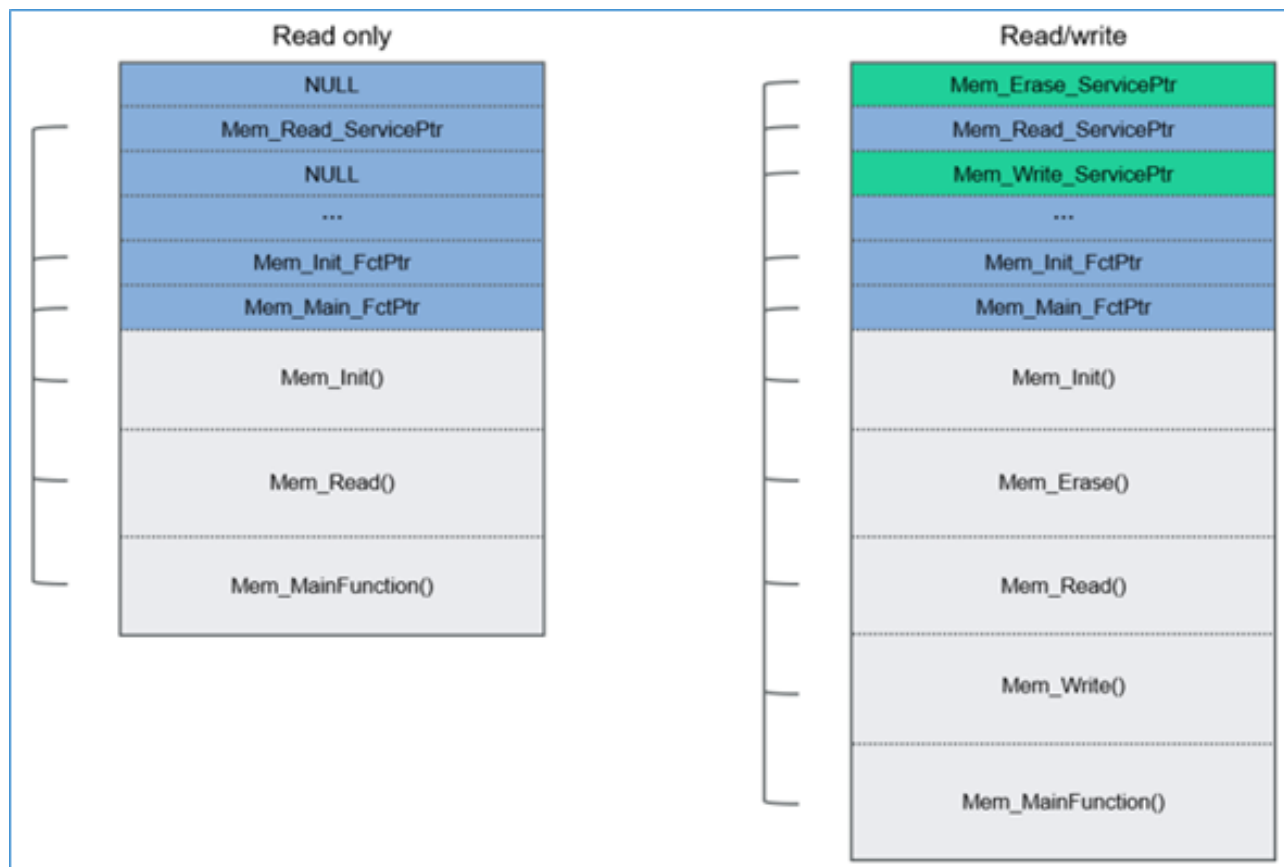 Read only
NULL
Mem_Read_ServicePtr
NULL
...
Mem_Init_FctPtr
Mem_Main_FctPtr
Mem_Init()
Mem_Read()
Mem_MainFunction()
Read/write
Mem_Erase_ServicePtr
Mem_Read_ServicePtr
Mem_Write_ServicePtr
...
Mem_Init_FctPtr
Mem_Main_FctPtr
Mem_Init()
Mem_Erase()
Mem_Read()
Mem_Write()
Mem_MainFunction()